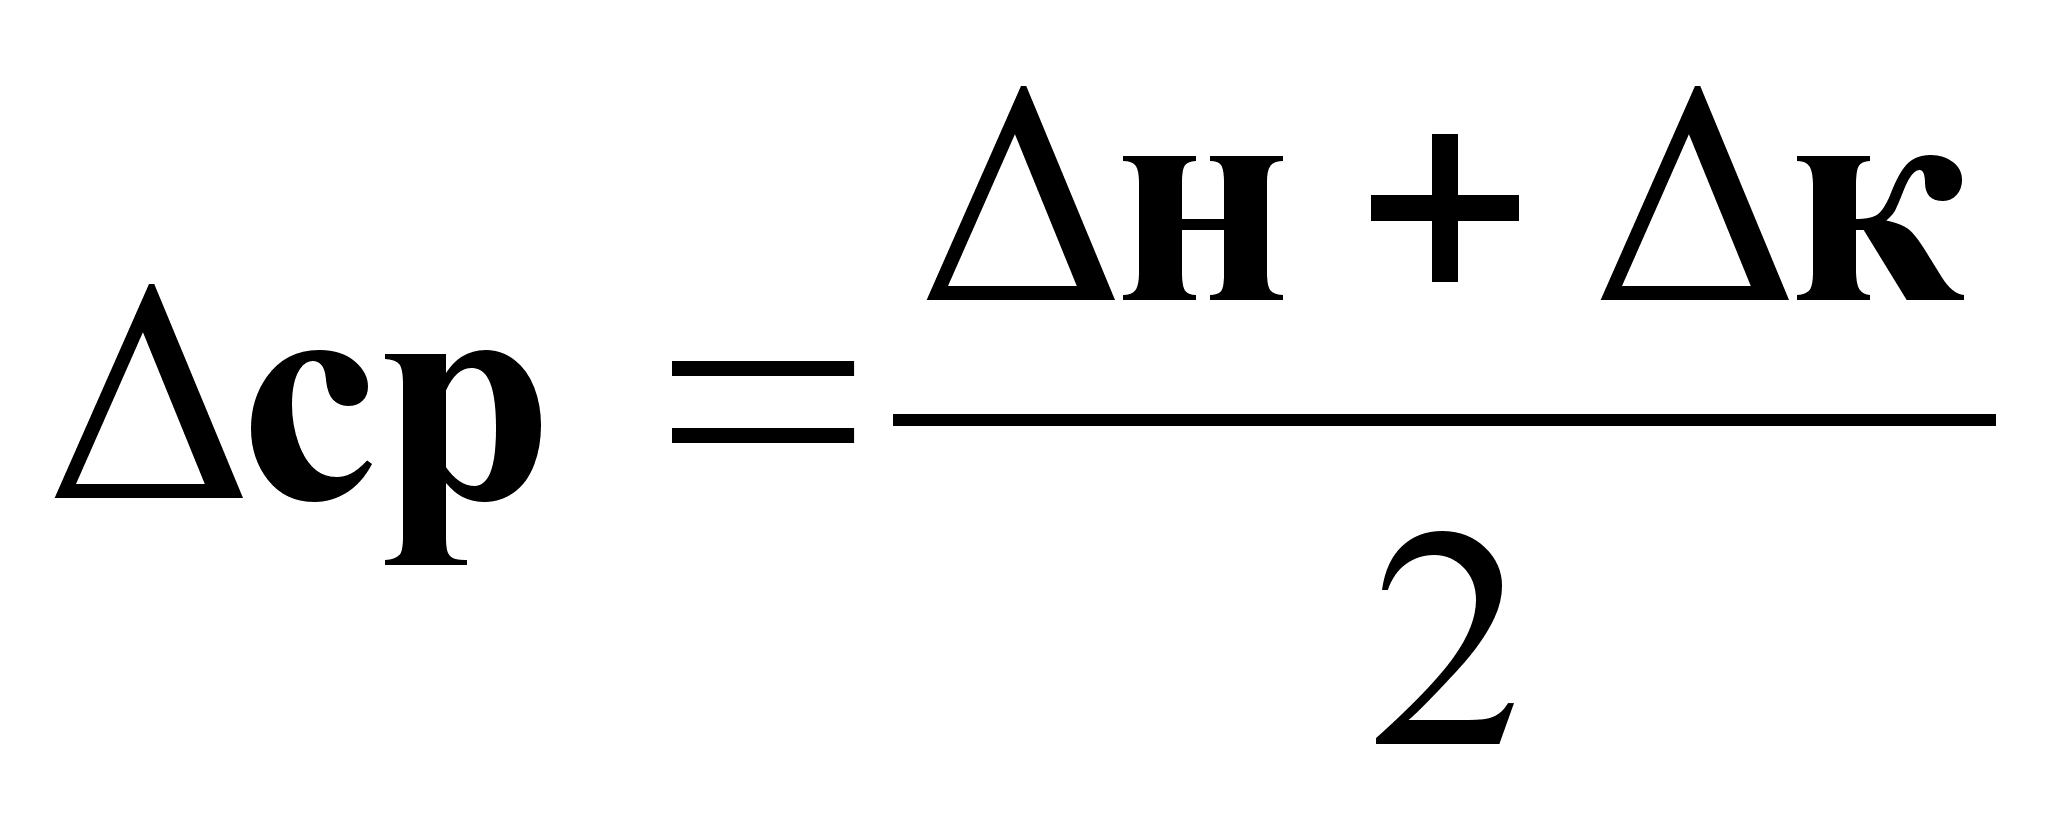 Δср = (Δн + Δк) / 2